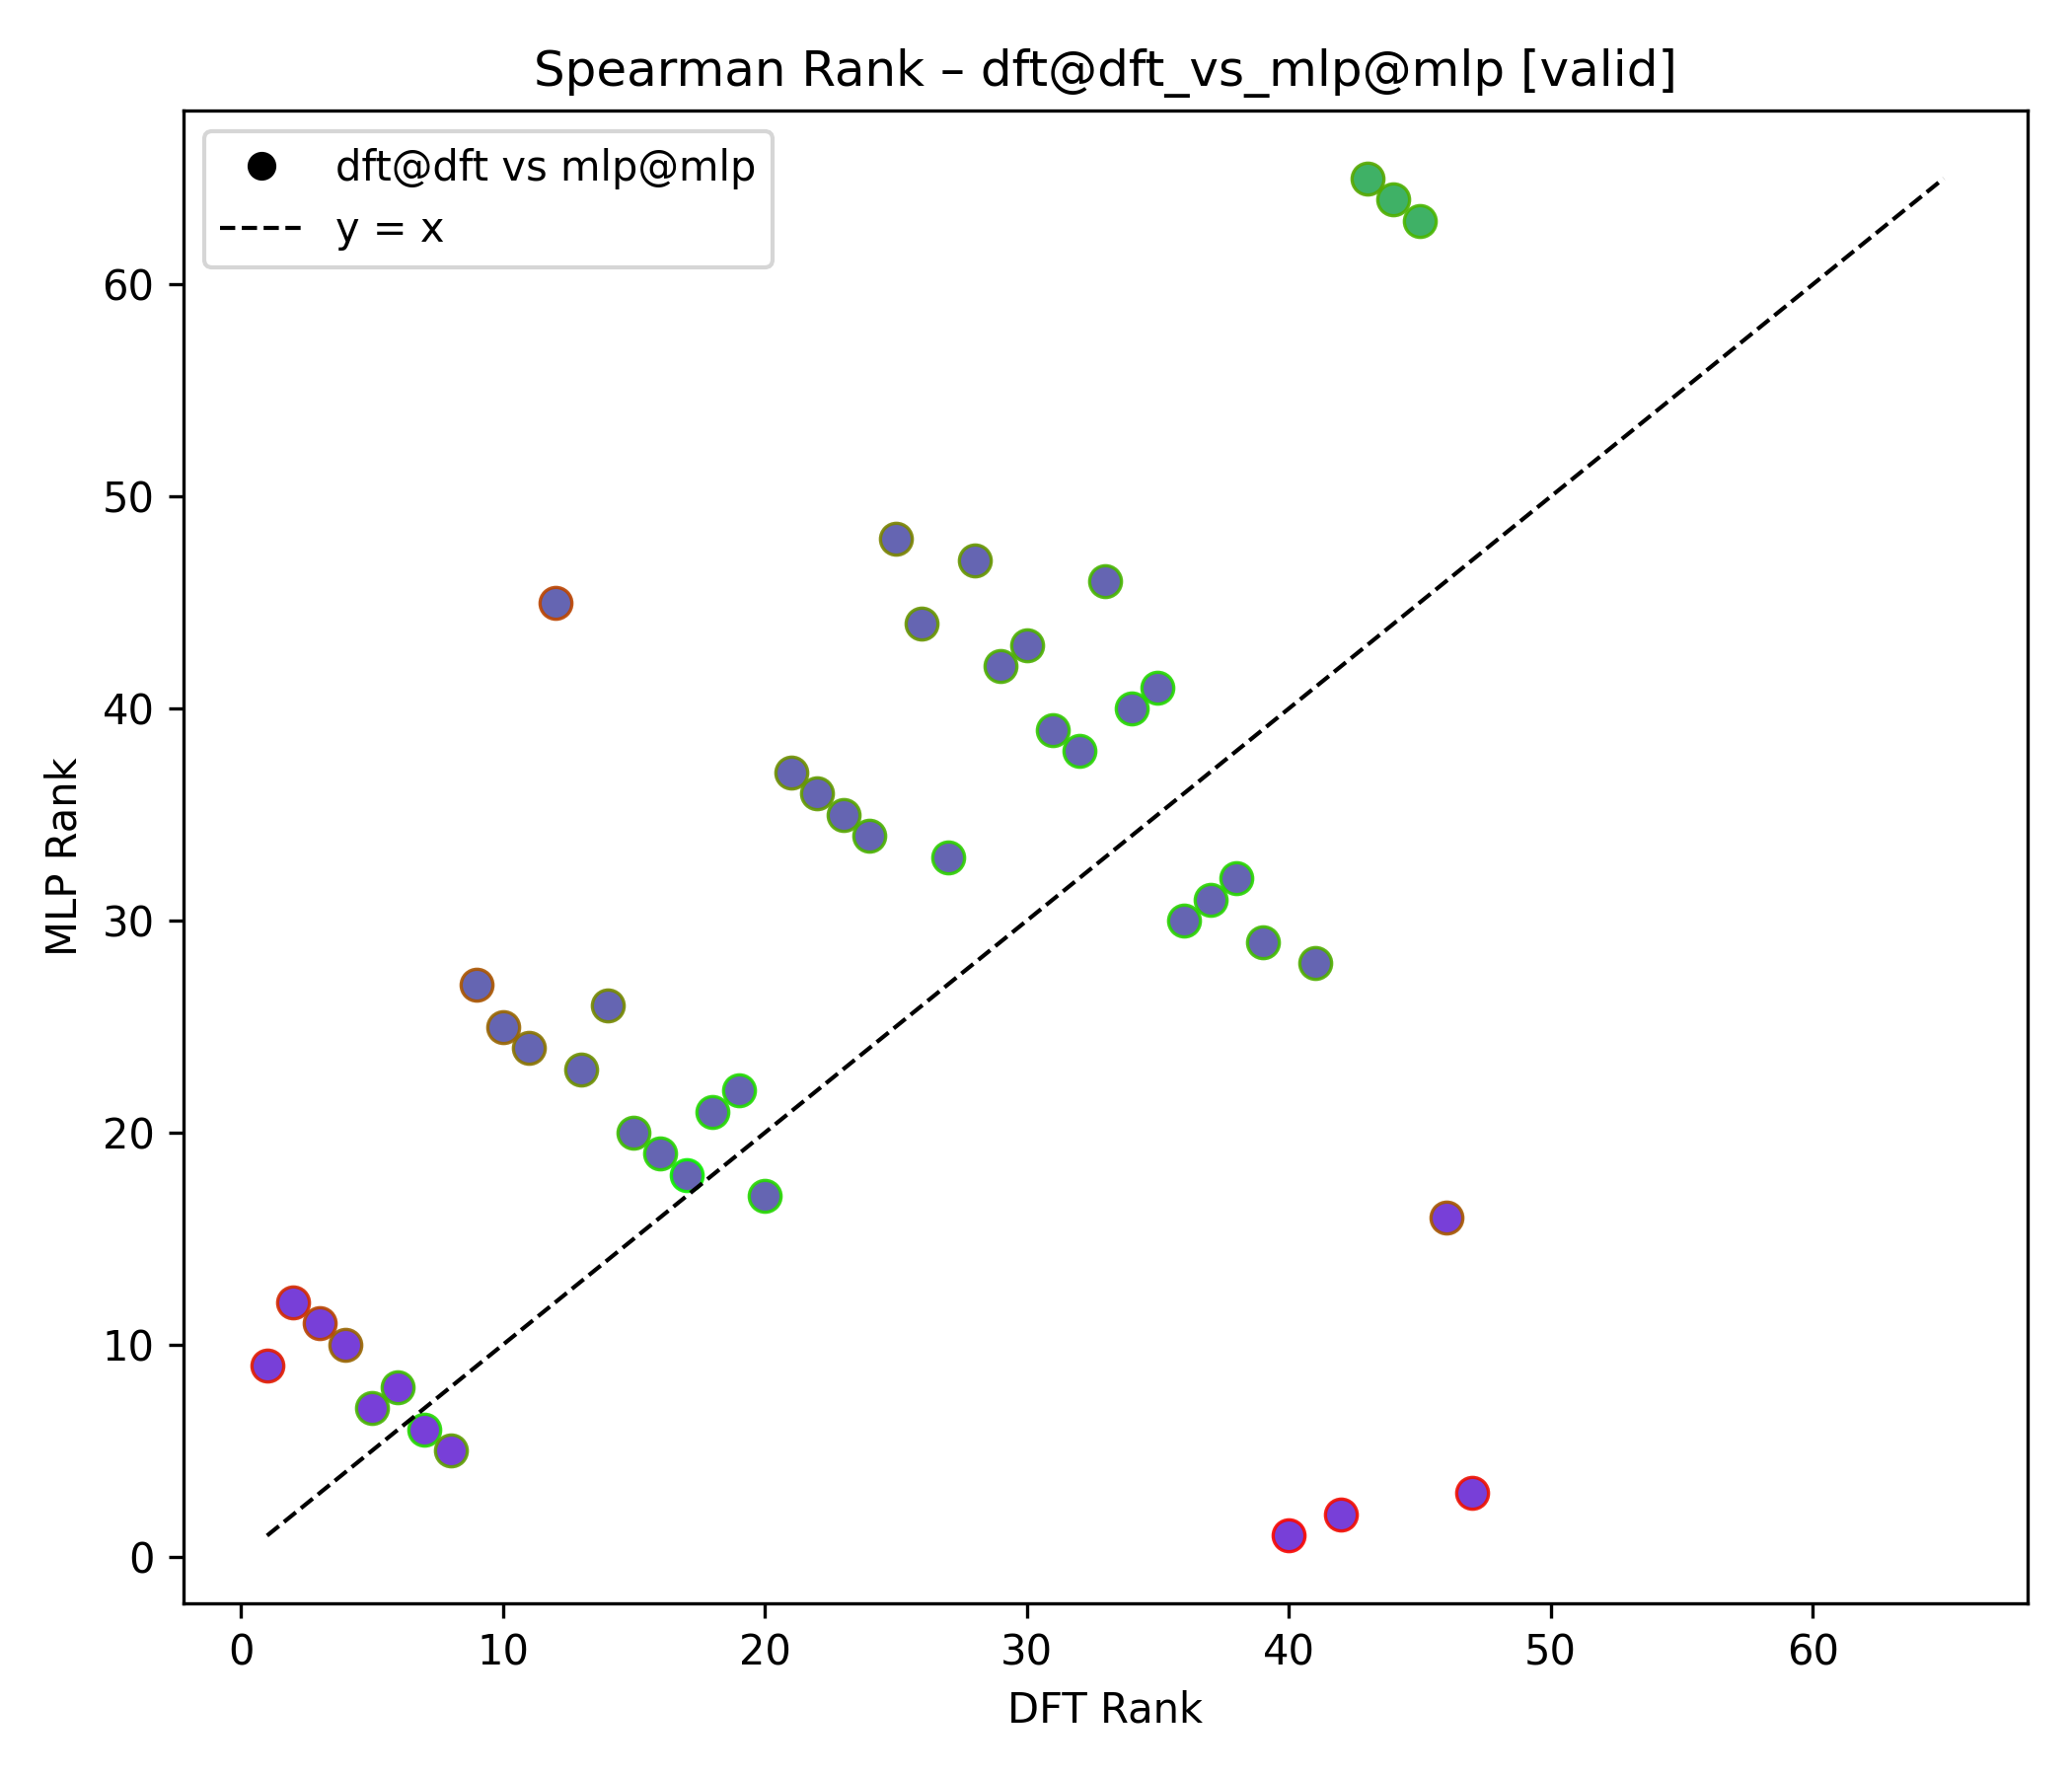 Spearman Rank – dft@dft_vs_mlp@mlp [valid]
dft@dft vs mlp@mlp
y = x
MLP Rank
60
50
40
30
20
10
0
0 10 20 30 40 50 60
DFT Rank